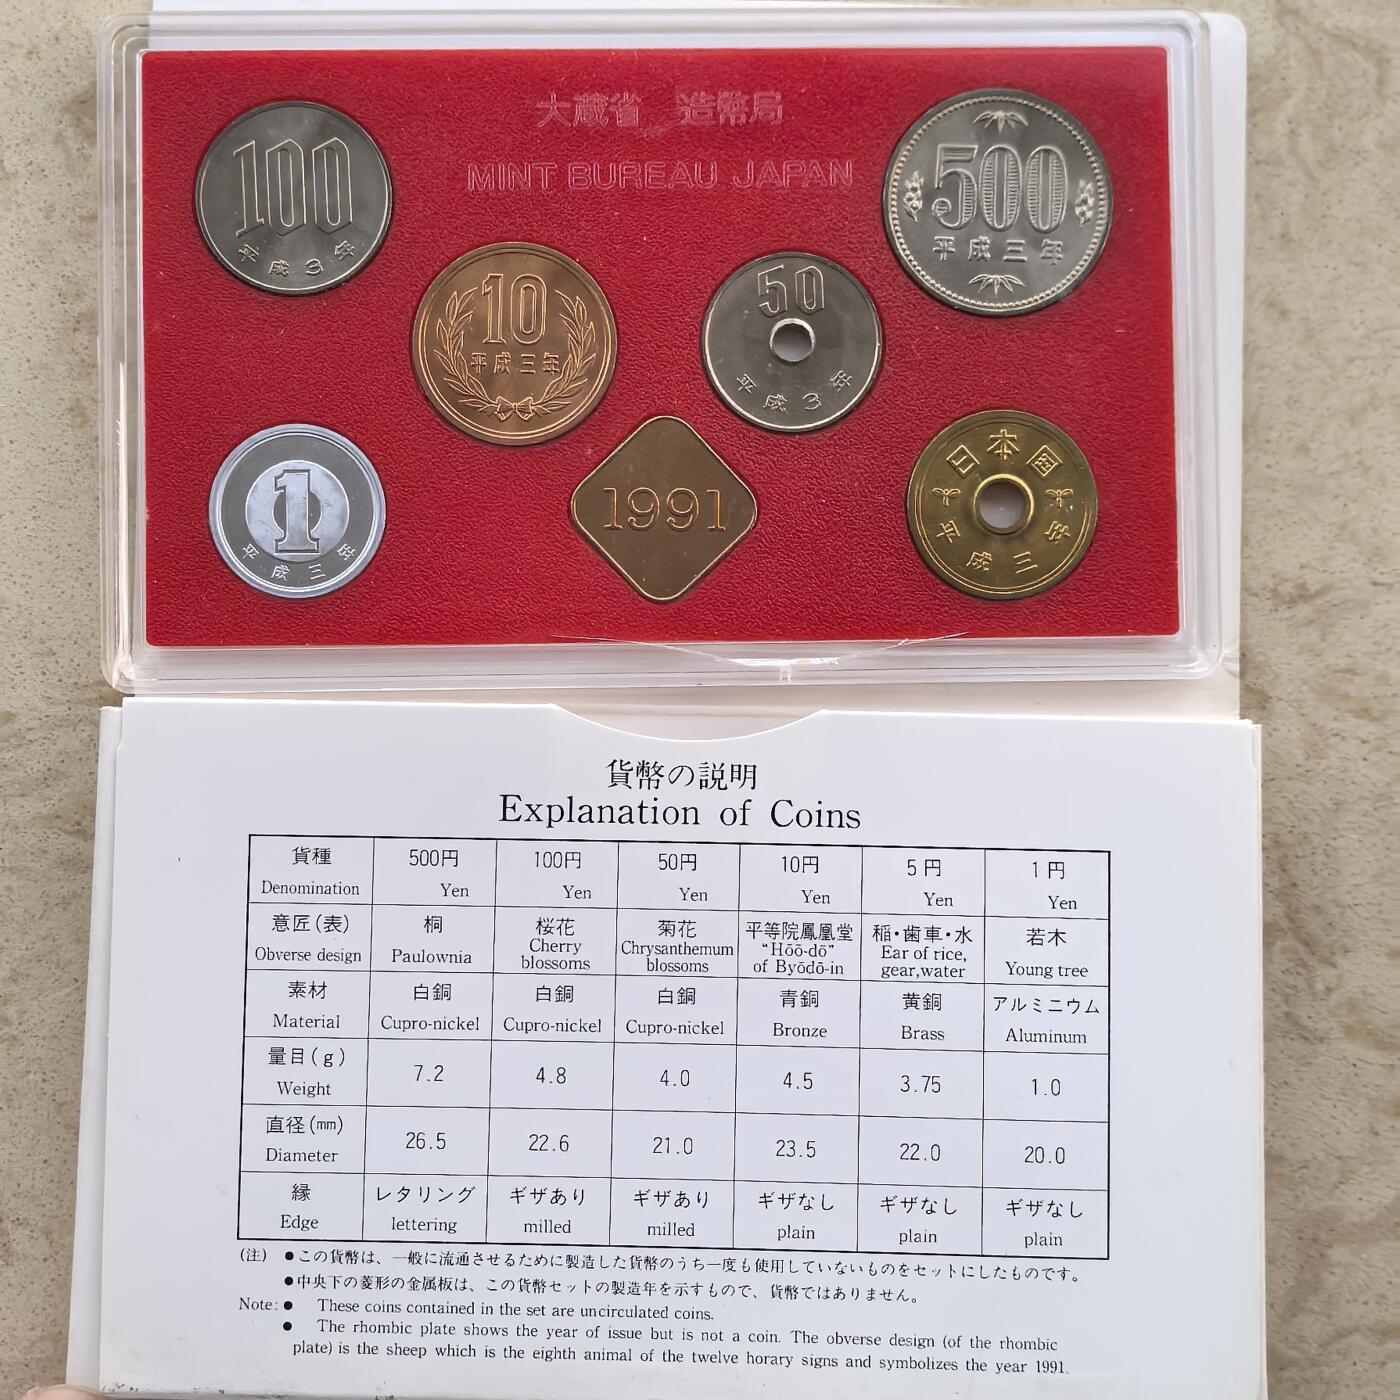 大蔵省 造幣局
MINT BUREAU JAPAN
100
平成3年
500
平成三年
10
平成三年
50
平成3年
1
平成三年
1991
日本国
平成三年
貨幣の説明
Explanation of Coins
貨種 500円 100円 50円 10円 5円 1円
Denomination Yen Yen Yen Yen Yen Yen
意匠(表) 桐 桜花 菊花 平等院鳳凰堂 稲・歯車・水 若木
Obverse design Paulownia Cherry blossoms Chrysanthemum blossoms “Hōō-dō” of Byōdō-in Ear of rice, gear,water Young tree
素材 白銅 白銅 白銅 青銅 黄銅 アルミニウム
Material Cupro-nickel Cupro-nickel Cupro-nickel Bronze Brass Aluminum
量目(g) 7.2 4.8 4.0 4.5 3.75 1.0
Weight
直径(㎜) 26.5 22.6 21.0 23.5 22.0 20.0
Diameter
縁 レタリング ギザあり ギザあり ギザなし ギザなし ギザなし
Edge lettering milled milled plain plain plain
(注) ●この貨幣は、一般に流通させるために製造した貨幣のうち一度も使用していないものをセットにしたものです。
●中央下の菱形の金属板は、この貨幣セットの製造年を示すもので、貨幣ではありません。
Note:● These coins contained in the set are uncirculated coins.
● The rhombic plate shows the year of issue but is not a coin. The obverse design (of the rhombic
plate) is the sheep which is the eighth animal of the twelve horary signs and symbolizes the year 1991.